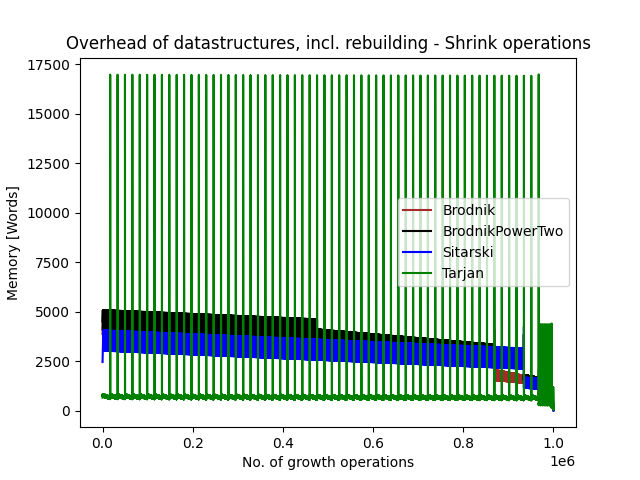 Overhead of datastructures, incl. rebuilding - Shrink operations
17500
15000
12500
10000
7500
5000
2500
0
Memory [Words]
Brodnik
BrodnikPowerTwo
Sitarski
Tarjan
0.0 0.2 0.4 0.6 0.8 1.0
1e6
No. of growth operations